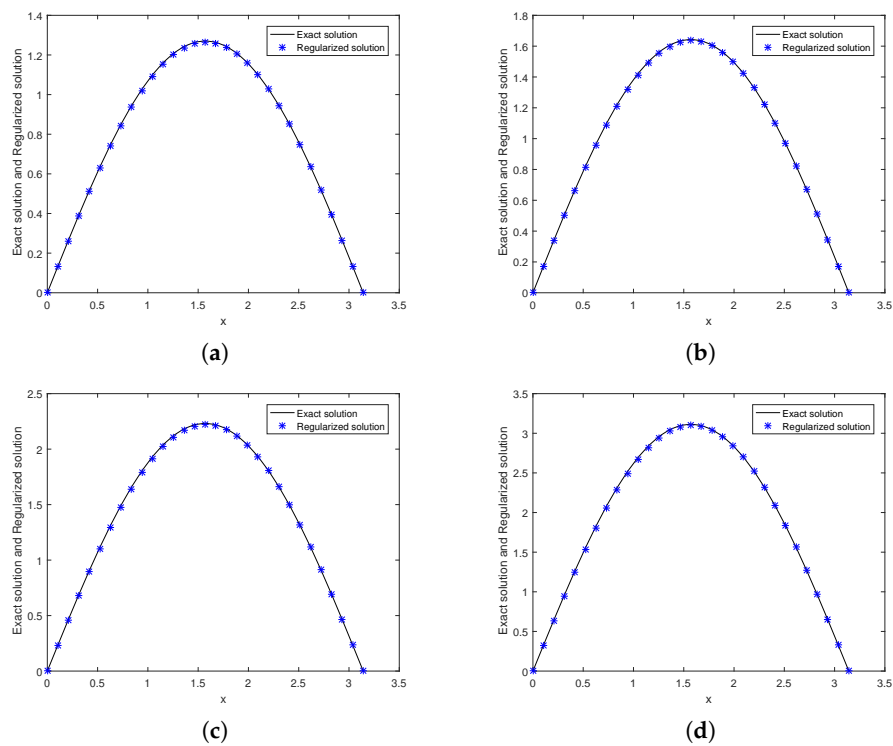 1.4
1.2
1
0.8
0.6
0.4
0.2
0
Exact solution and Regularized solution
Exact solution
Regularized solution
0 0.5 1 1.5 2 2.5 3 3.5
x
(a)
1.8
1.6
1.4
1.2
1
0.8
0.6
0.4
0.2
0
Exact solution and Regularized solution
Exact solution
Regularized solution
0 0.5 1 1.5 2 2.5 3 3.5
x
(b)
2.5
2
1.5
1
0.5
0
Exact solution and Regularized solution
Exact solution
Regularized solution
0 0.5 1 1.5 2 2.5 3 3.5
x
(c)
3.5
3
2.5
2
1.5
1
0.5
0
Exact solution and Regularized solution
Exact solution
Regularized solution
0 0.5 1 1.5 2 2.5 3 3.5
x
(d)